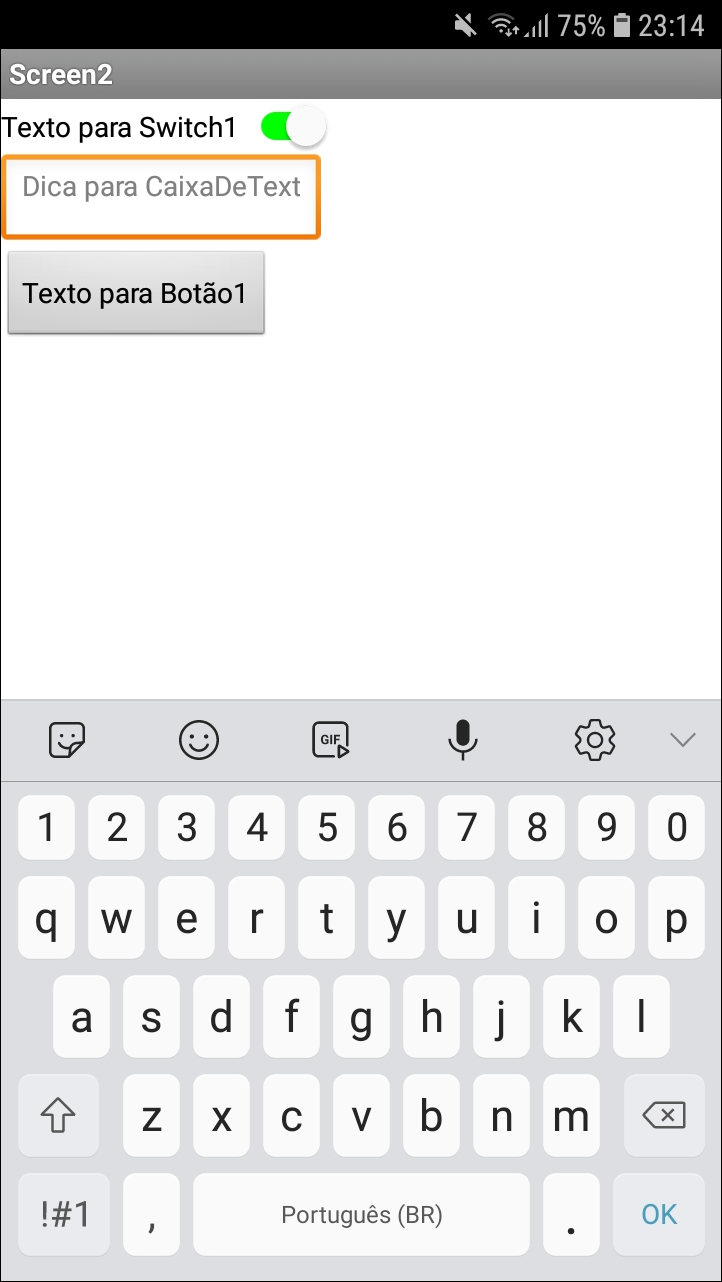 75% 23:14
Screen2
Texto para Switch1
Dica para CaixaDeText
Texto para Botão1
GIF
1 2 3 4 5 6 7 8 9 0
q w e r t y u i o p
a s d f g h j k l
z x c v b n m
!#1 , Português (BR) . OK